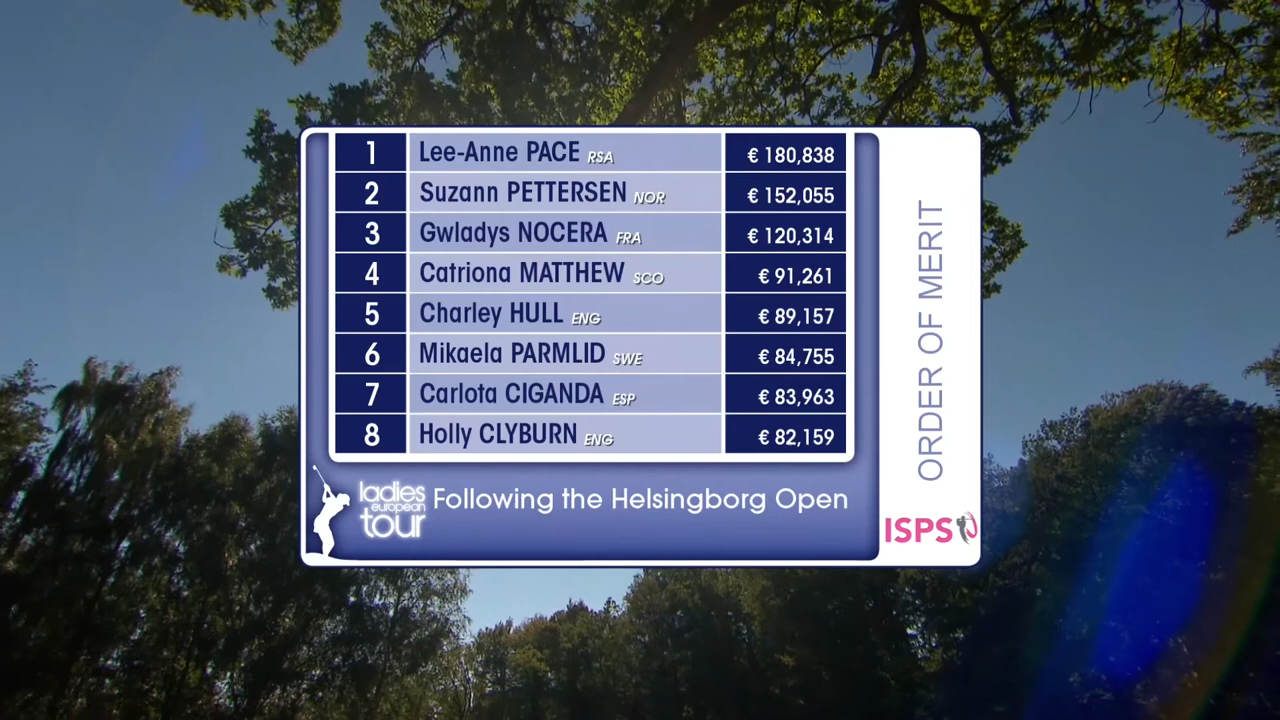 1 Lee-Anne PACE RSA € 180,838
2 Suzann PETTERSEN NOR € 152,055
3 Gwladys NOCERA FRA € 120,314
4 Catriona MATTHEW SCO € 91,261
5 Charley HULL ENG € 89,157
6 Mikaela PARMLID SWE € 84,755
7 Carlota CIGANDA ESP € 83,963
8 Holly CLYBURN ENG € 82,159
ladies
european
tour
Following the Helsingborg Open
ORDER OF MERIT
ISPS